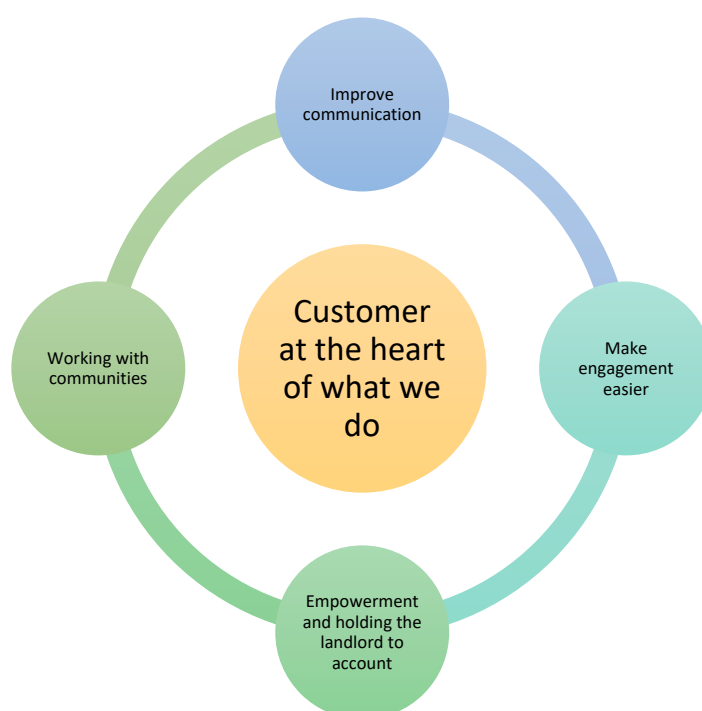 Improve
communication
Customer
at the heart
of what we
do
Make
engagement
easier
Empowerment
and holding the
landlord to
account
Working with
communities